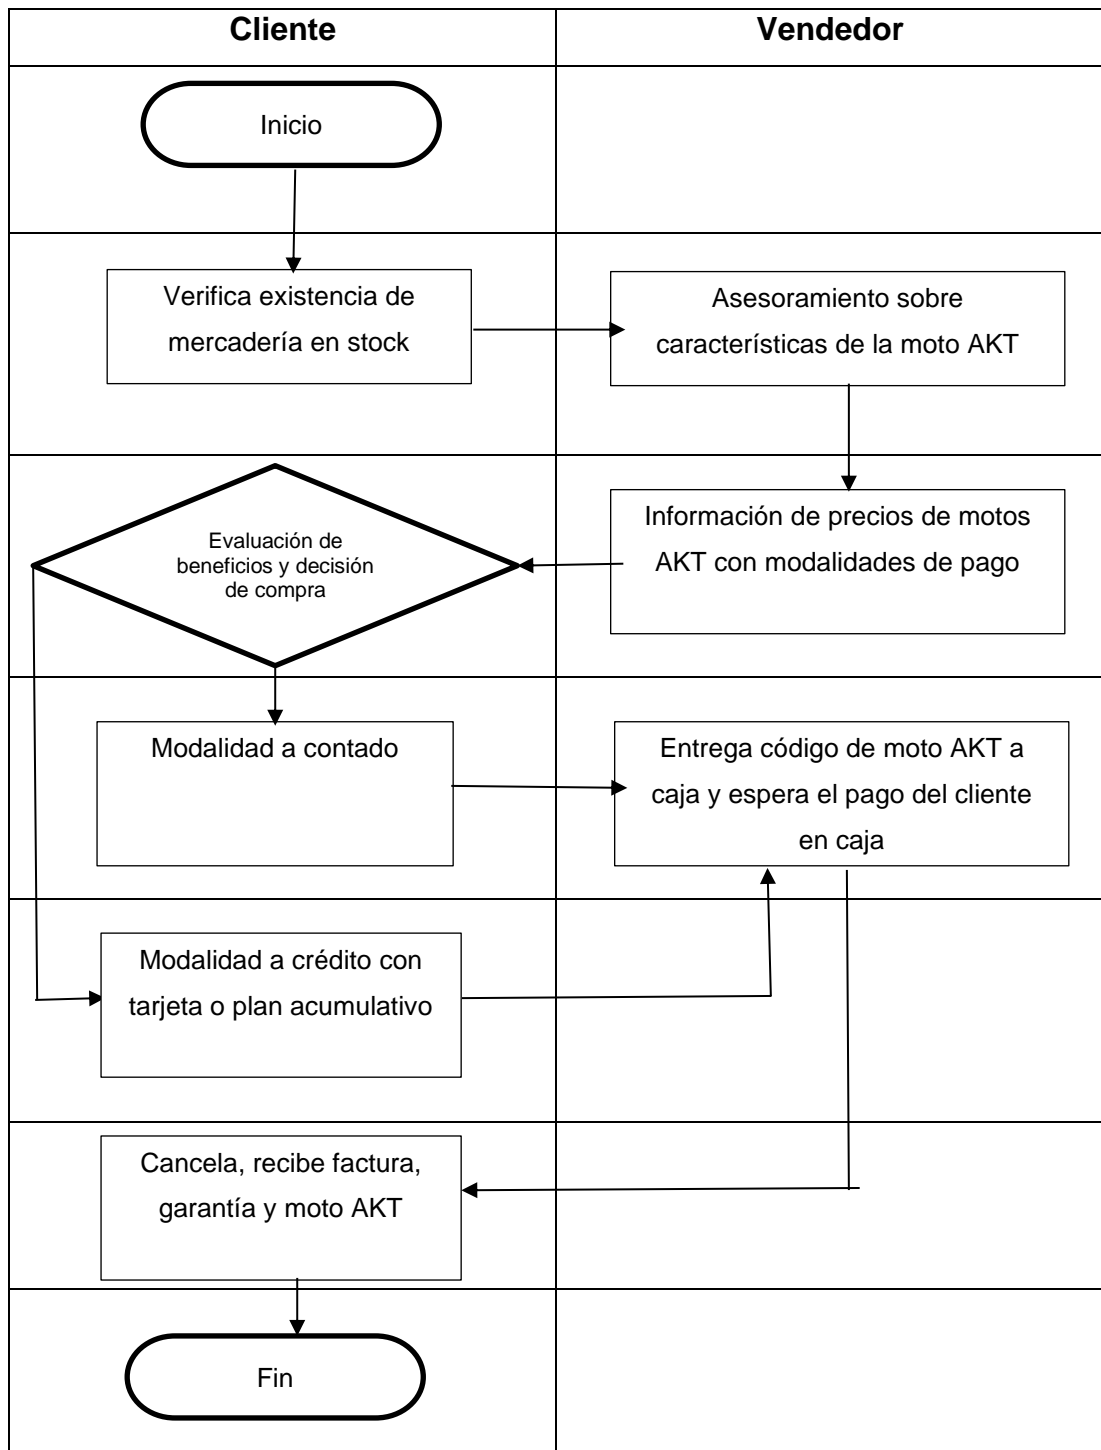 Cliente
Vendedor
Inicio
Verifica existencia de
mercadería en stock
Asesoramiento sobre
características de la moto AKT
Evaluación de
beneficios y decisión
de compra
Información de precios de motos
AKT con modalidades de pago
Modalidad a contado
Entrega código de moto AKT a
caja y espera el pago del cliente
en caja
Modalidad a crédito con
tarjeta o plan acumulativo
Cancela, recibe factura,
garantía y moto AKT
Fin